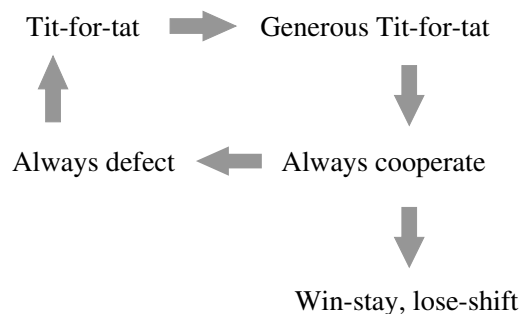 Tit-for-tat
Generous Tit-for-tat
Always defect
Always cooperate
Win-stay, lose-shift